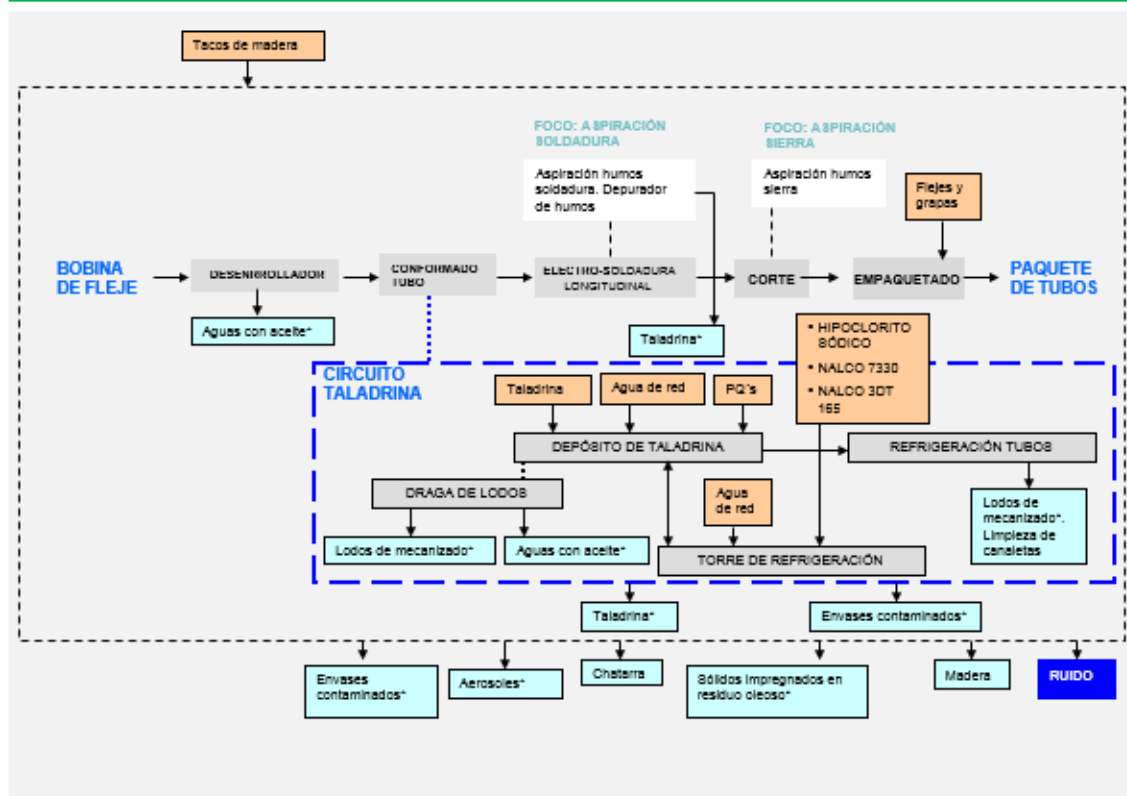 Tacos de madera
FOCO: ASPIRACIÓN
SOLDADURA
FOCO: ASPIRACIÓN
SIERRA
Aspiración humos
soldadura. Depurador
de humos
Aspiración humos
sierra
Flejes y
grapas
BOBINA
DE FLEJE
DESENRROLLADOR
CONFORMADO
TUBO
ELECTRO-SOLDADURA
LONGITUDINAL
CORTE
EMPAQUETADO
PAQUETE
DE TUBOS
Aguas con aceite*
Taladrina*
▪ HIPOCLORITO
SÓDICO
▪ NALCO 7330
▪ NALCO 3DT
165
CIRCUITO
TALADRINA
Taladrina
Agua de red
PQ´s
DEPÓSITO DE TALADRINA
REFRIGERACIÓN TUBOS
DRAGA DE LODOS
Agua
de red
Lodos de
mecanizado*.
Limpieza de
canaletas
Lodos de mecanizado*
Aguas con aceite*
TORRE DE REFRIGERACIÓN
Taladrina*
Envases contaminados*
Envases
contaminados*
Aerosoles*
Chatarra
Sólidos impregnados en
residuo oleoso*
Madera
RUIDO